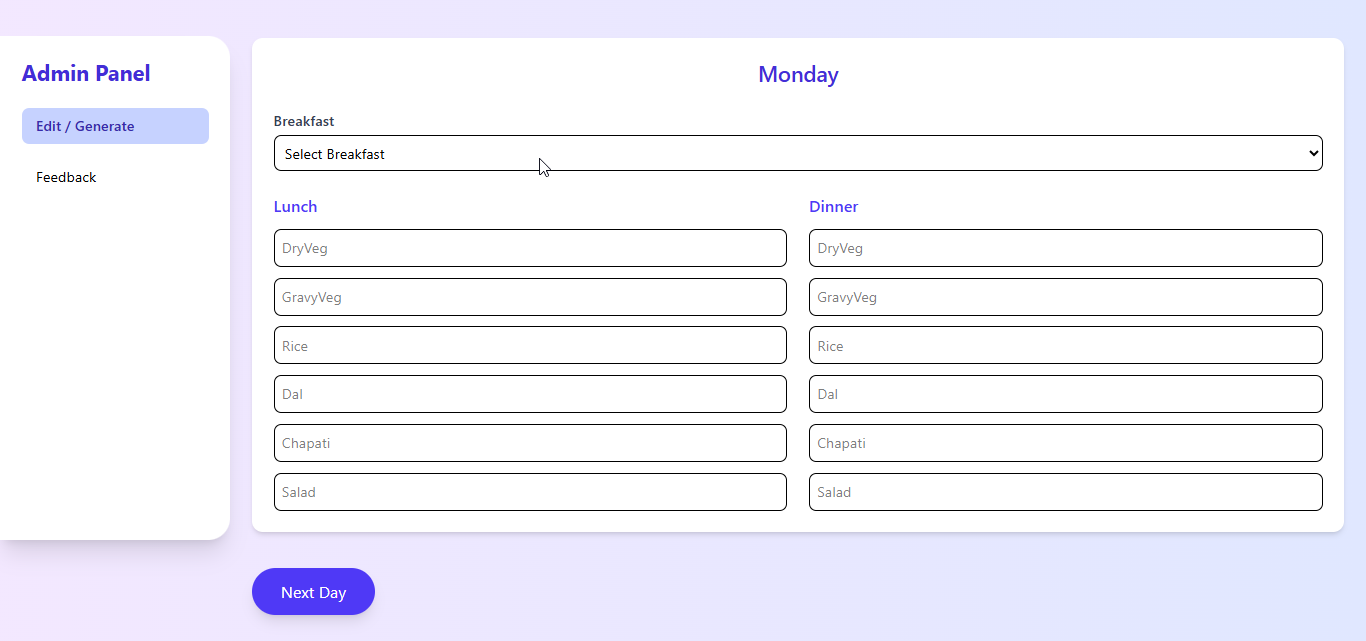 Admin Panel
Edit / Generate
Feedback
Monday
Breakfast
Select Breakfast
Lunch
DryVeg
GravyVeg
Rice
Dal
Chapati
Salad
Dinner
DryVeg
GravyVeg
Rice
Dal
Chapati
Salad
Next Day